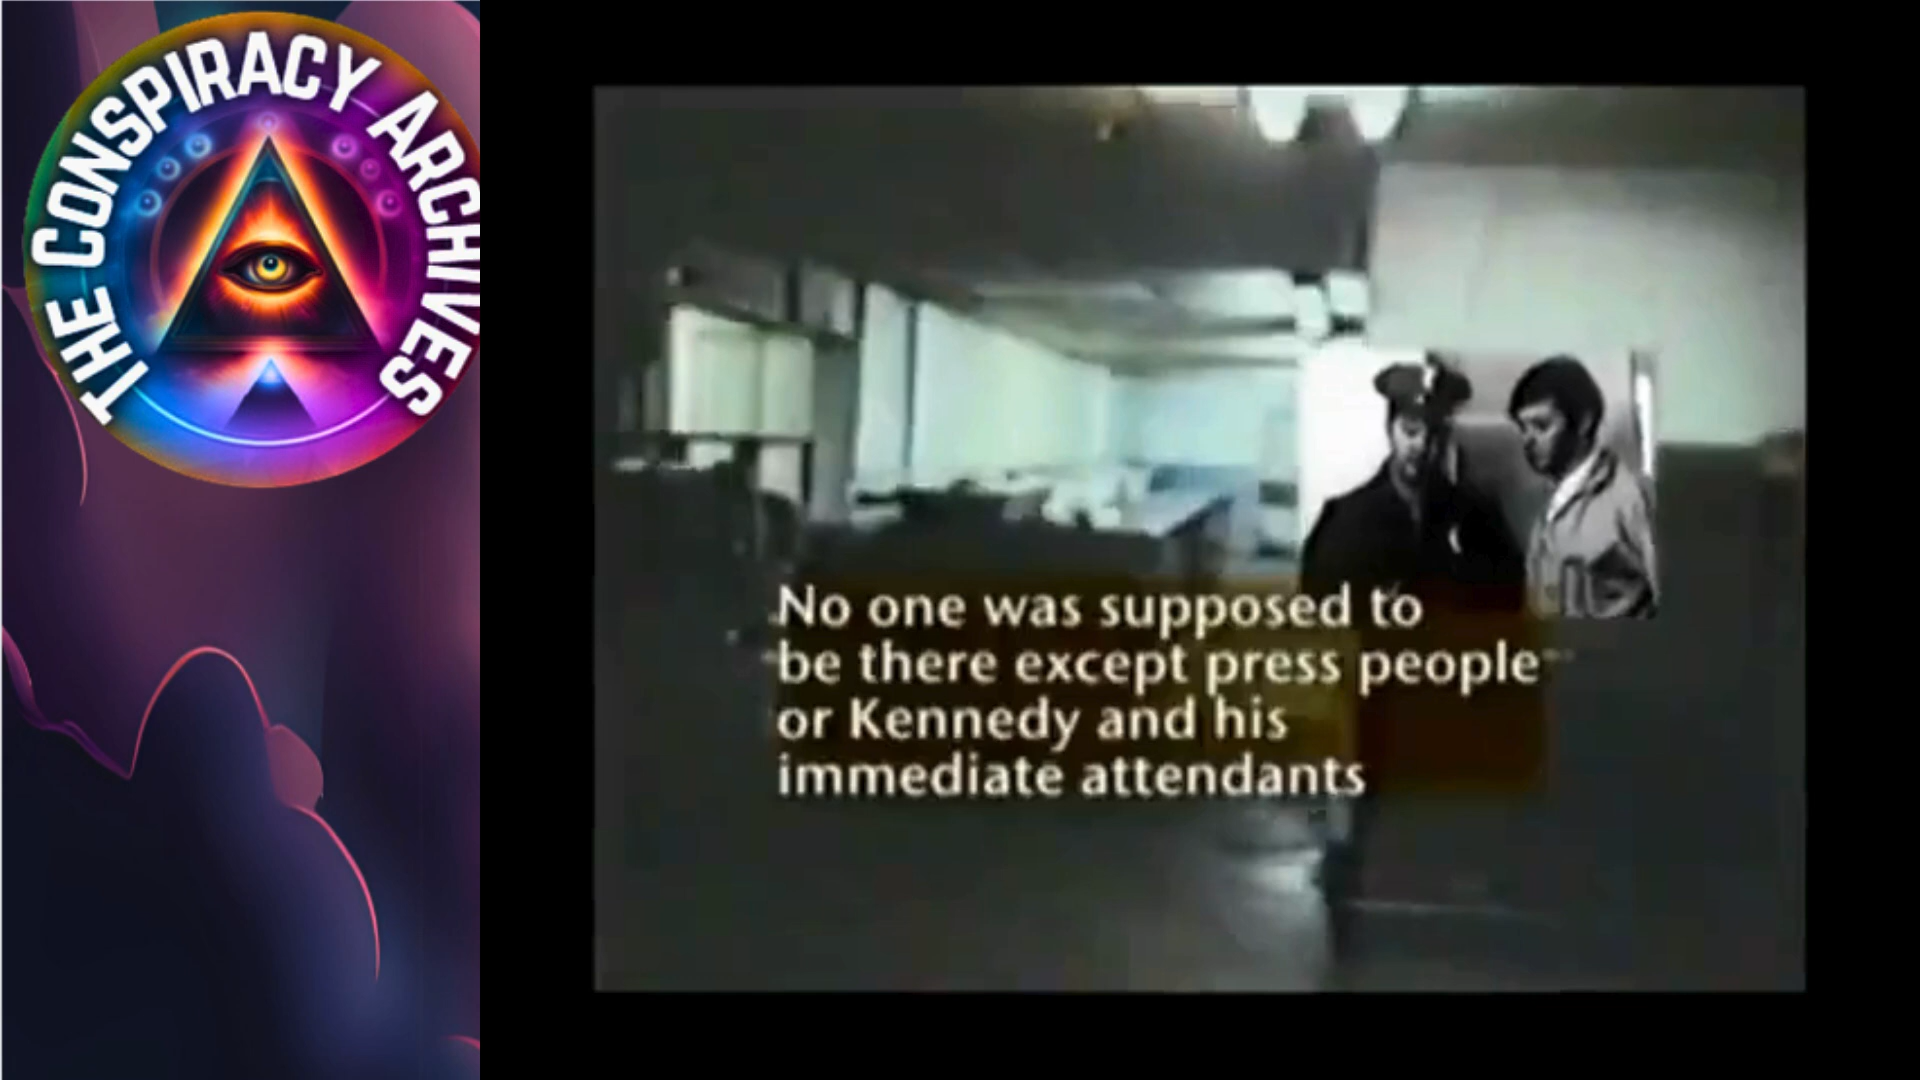 THE CONSPIRACY ARCHIVES
No one was supposed to
be there except press people
or Kennedy and his
immediate attendants